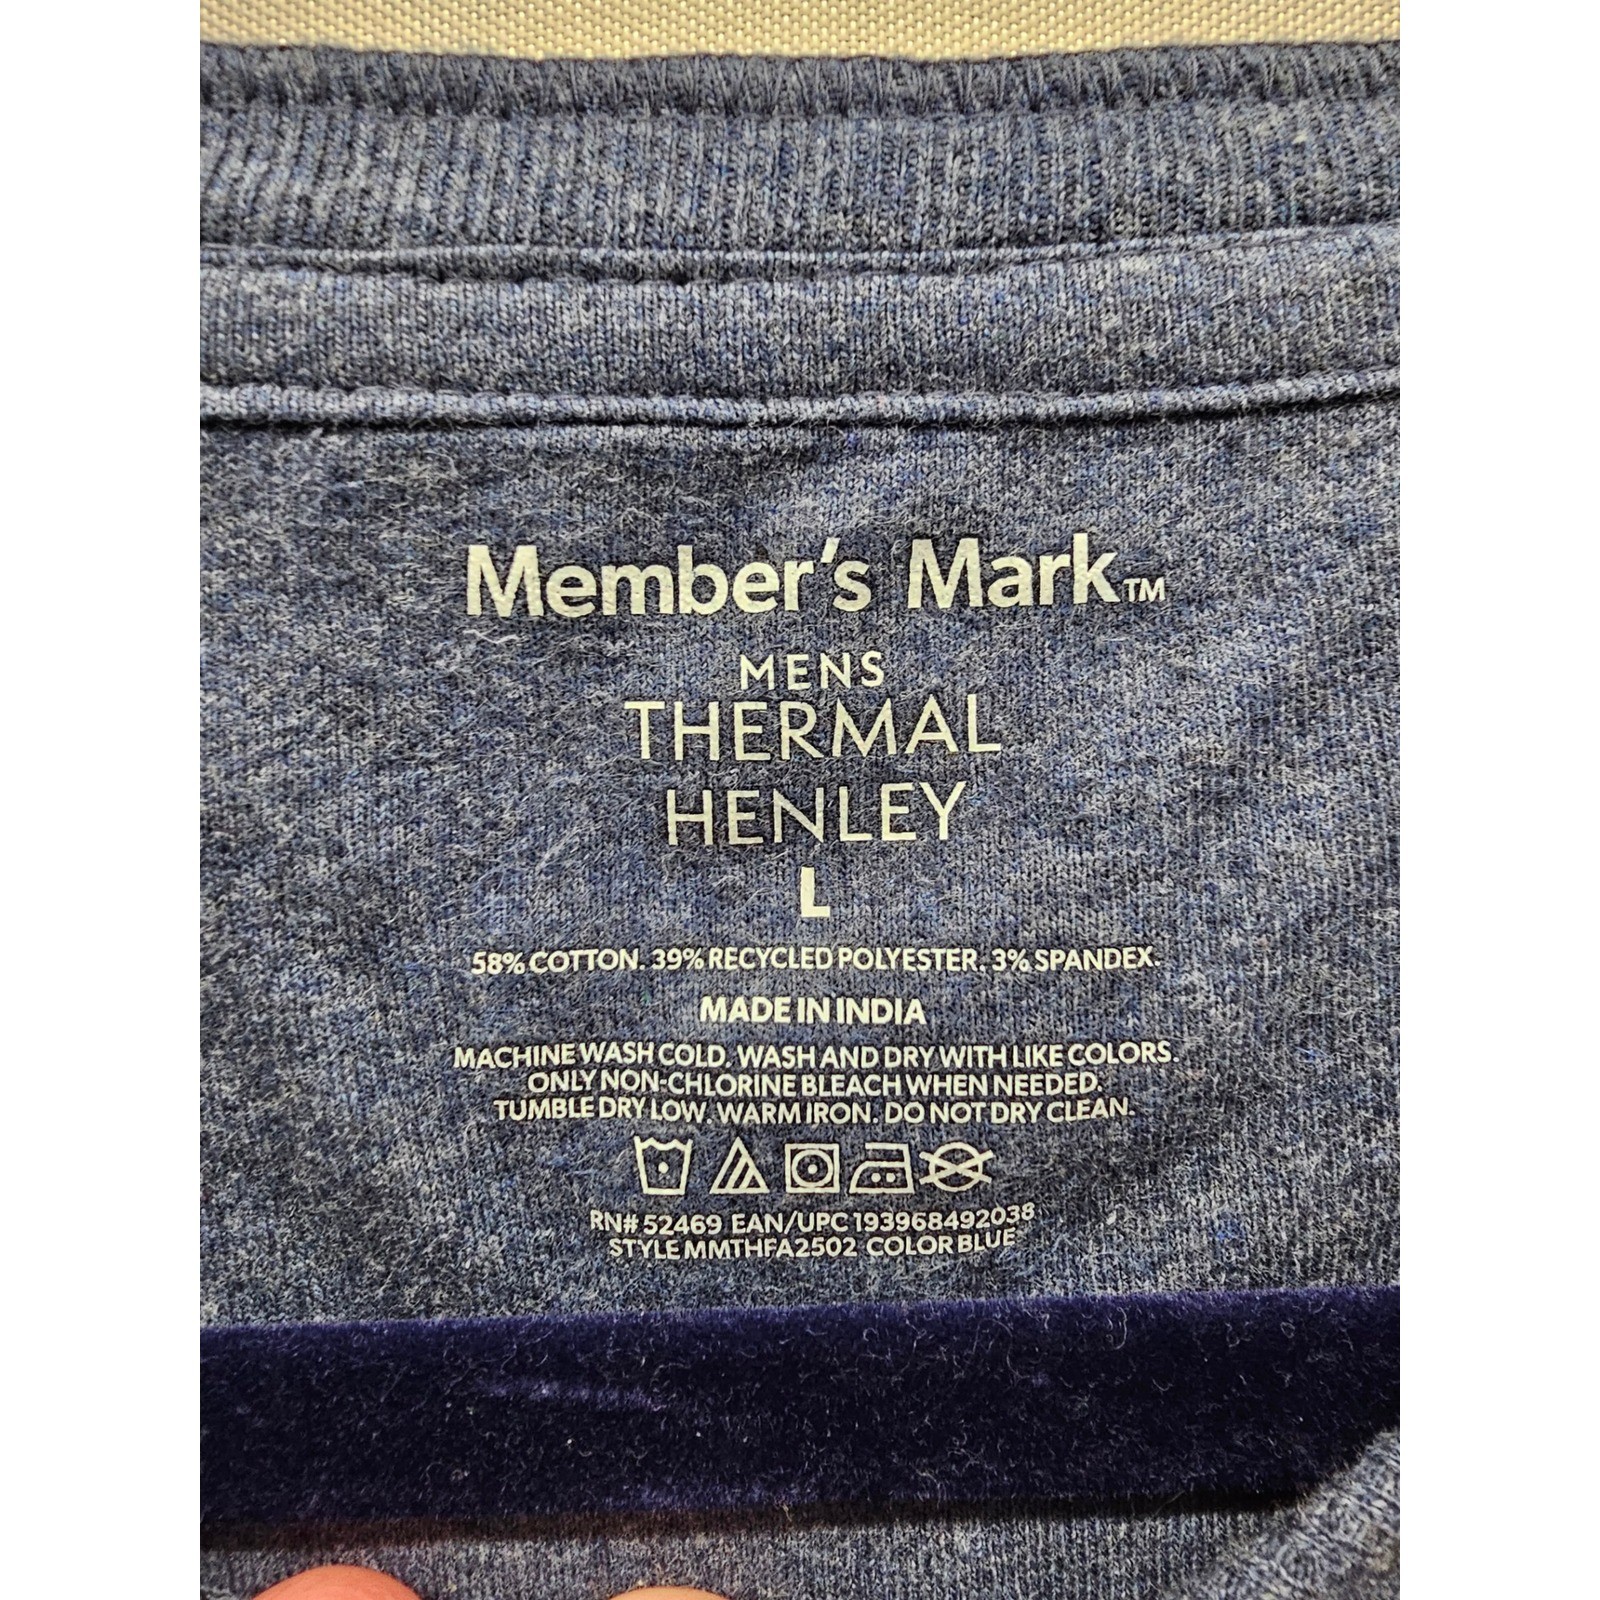 Member's Mark™
MENS
THERMAL
HENLEY
L
58% COTTON. 39% RECYCLED POLYESTER. 3% SPANDEX.
MADE IN INDIA
MACHINE WASH COLD. WASH AND DRY WITH LIKE COLORS.
ONLY NON-CHLORINE BLEACH WHEN NEEDED.
TUMBLE DRY LOW. WARM IRON. DO NOT DRY CLEAN.
RN# 52469 EAN/UPC 193968492038
STYLE MMTHFA2502 COLOR BLUE